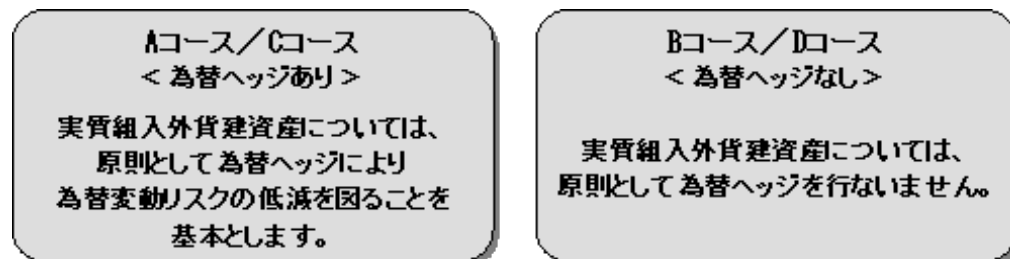 Aコース／Cコース
＜為替ヘッジあり＞
実質組入外貨建資産については、
原則として為替ヘッジにより
為替変動リスクの低減を図ることを
基本とします。
Bコース／Dコース
＜為替ヘッジなし＞
実質組入外貨建資産については、
原則として為替ヘッジを行ないません。